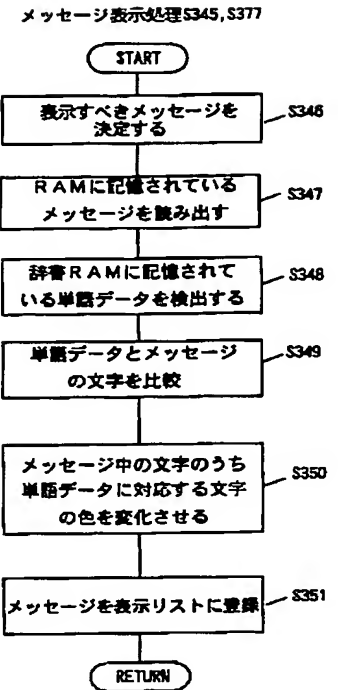 メッセージ表示処理S345,S377
START
表示すべきメッセージを
決定する
S346
RAMに記憶されている
メッセージを読み出す
S347
辞書RAMに記憶されて
いる単語データを検出する
S348
単語データとメッセージ
の文字を比較
S349
メッセージ中の文字のうち
単語データに対応する文字
の色を変化させる
S350
メッセージを表示リストに登録
S351
RETURN